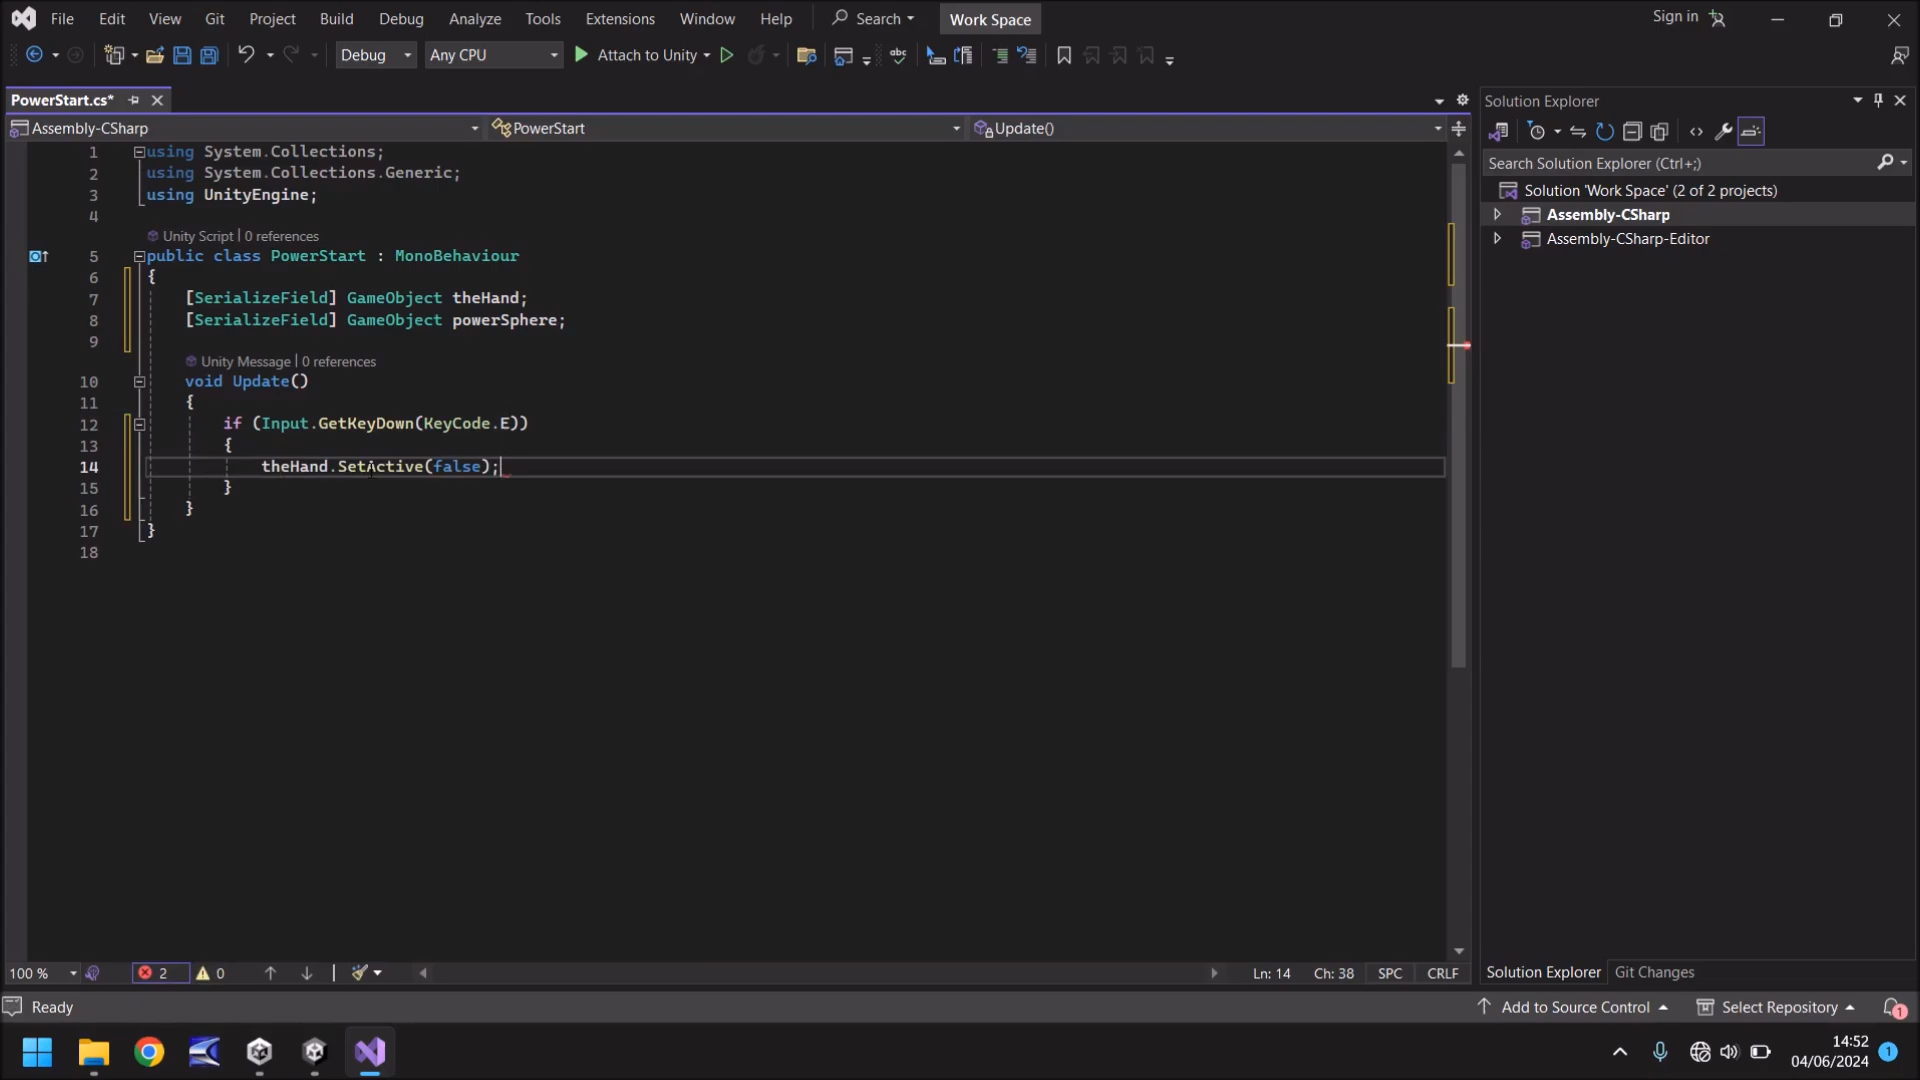 File Edit View Git Project Build Debug Test Analyze Tools Extensions Window Help Search Work Space Sign in
Debug Any CPU Attach to Unity abc
PowerStart.cs*
Assembly-CSharp PowerStart Update()
1 using System.Collections;
2 using System.Collections.Generic;
3 using UnityEngine;
4
Unity Script | 0 references
5 public class PowerStart : MonoBehaviour
6 {
7 [SerializeField] GameObject theHand;
8 [SerializeField] GameObject powerSphere;
9
Unity Message | 0 references
10 void Update()
11 {
12 if (Input.GetKeyDown(KeyCode.E))
13 {
14 theHand.SetActive(false);
15 }
16 }
17 }
18
100 % 2 0 Ln: 14 Ch: 38 SPC CRLF
Solution Explorer
Search Solution Explorer (Ctrl+;)
Solution 'Work Space' (2 of 2 projects)
Assembly-CSharp
Assembly-CSharp-Editor
Solution Explorer Git Changes
Ready Add to Source Control Select Repository 1
14:52
04/06/2024 1